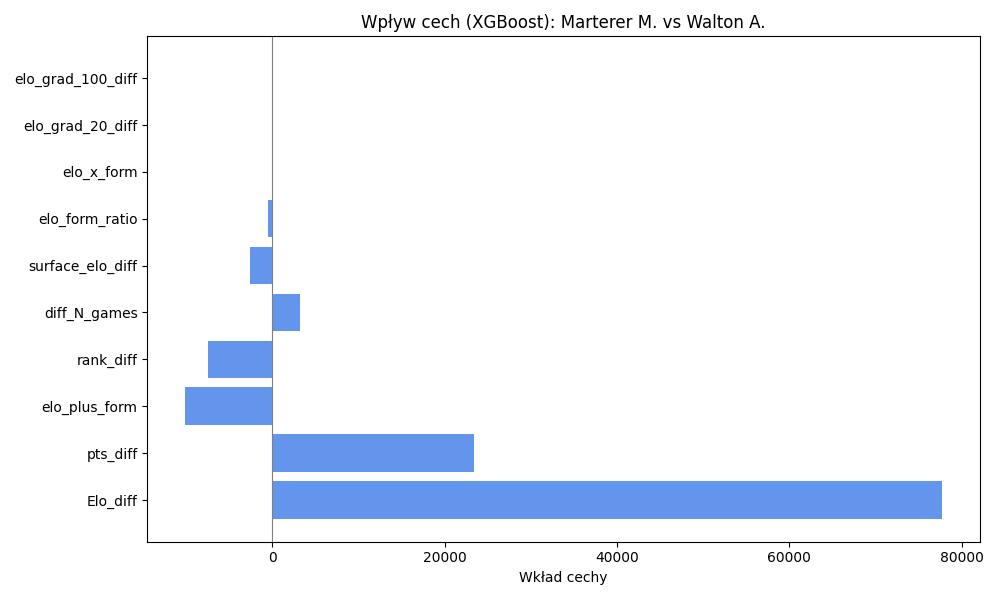 Wpływ cech (XGBoost): Marterer M. vs Walton A.
elo_grad_100_diff
elo_grad_20_diff
elo_x_form
elo_form_ratio
surface_elo_diff
diff_N_games
rank_diff
elo_plus_form
pts_diff
Elo_diff
0 20000 40000 60000 80000
Wkład cechy